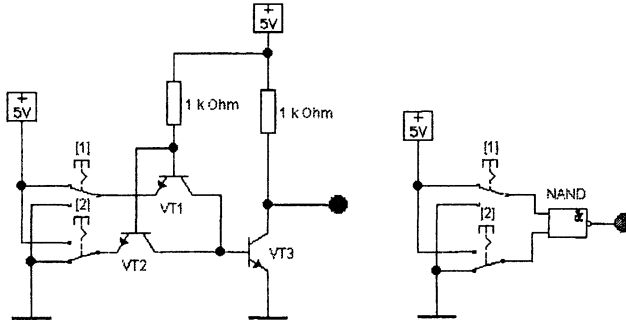 +
5V
+
5V
1 k Ohm
1 k Ohm
[1]
[2]
VT1
VT2
VT3
+
5V
[1]
[2]
NAND
&